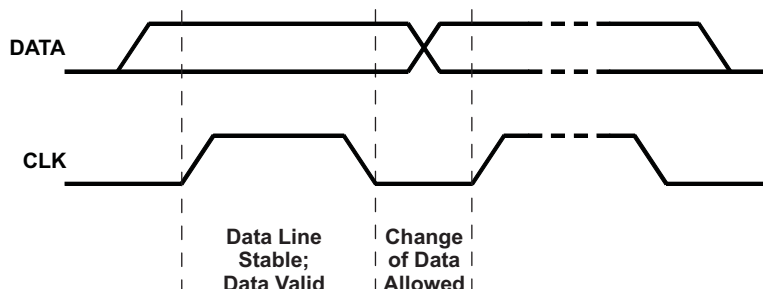 DATA
CLK
Data Line
Stable;
Data Valid
Change
of Data
Allowed